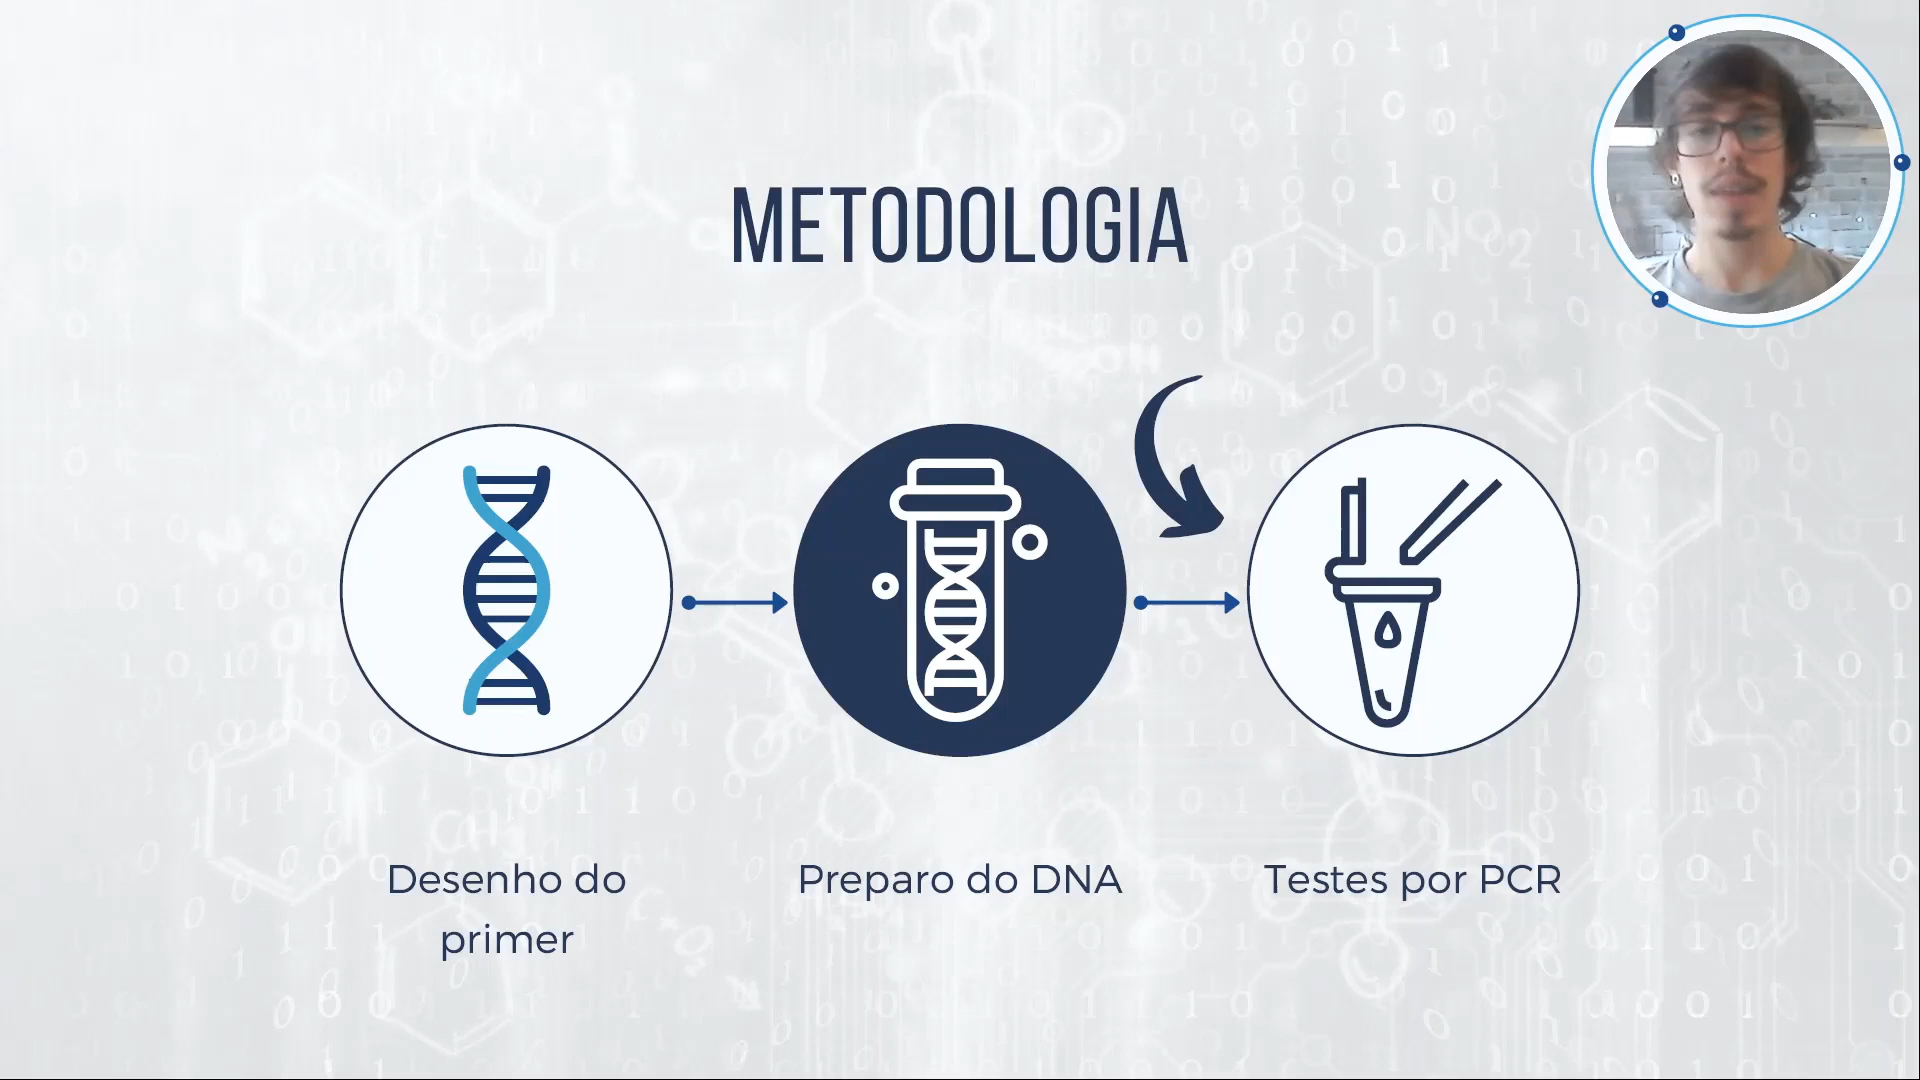 METODOLOGIA
Desenho do
primer
Preparo do DNA
Testes por PCR